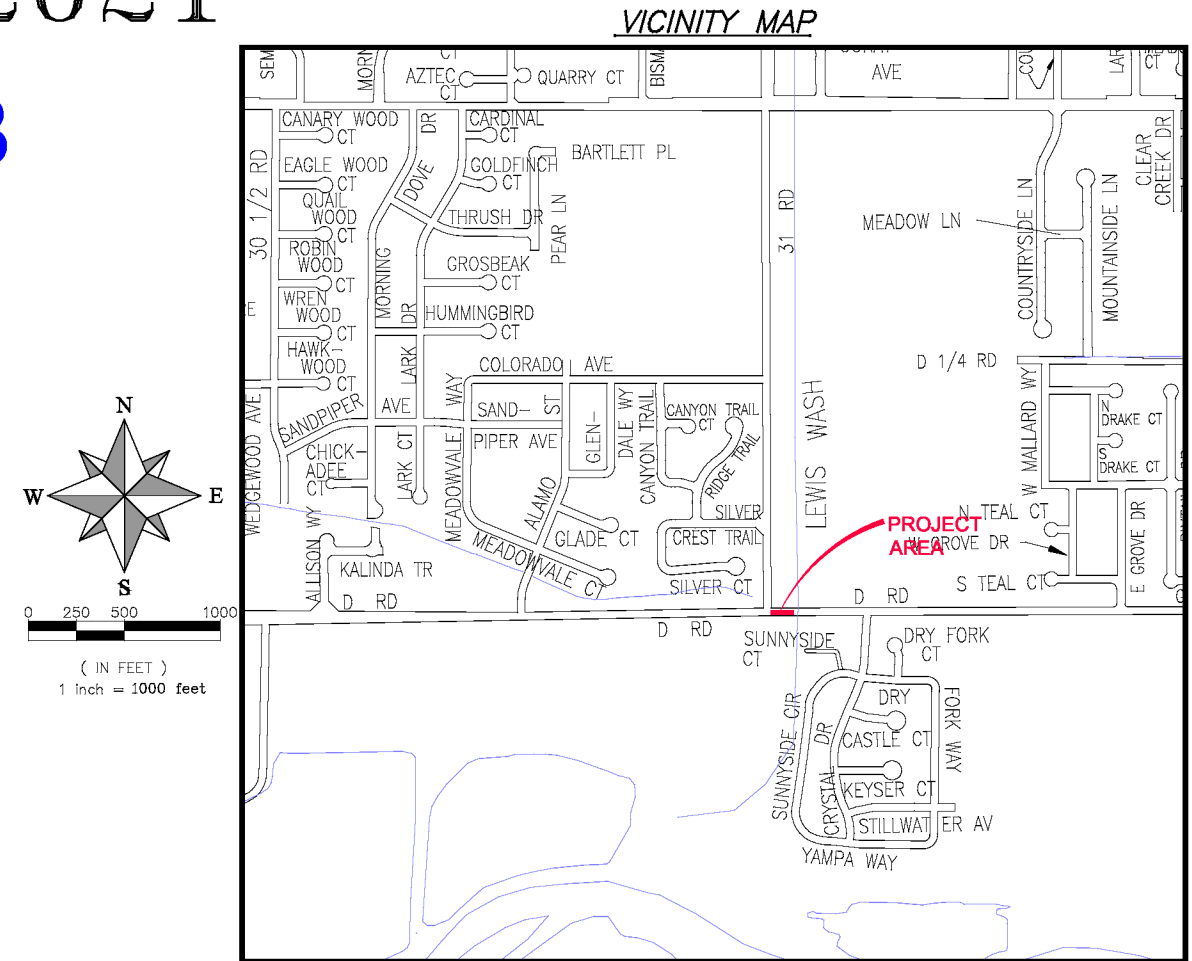 2021
VICINITY MAP
CT
AZTEC
CT
QUARRY CT
AVE
CT
CANARY WOOD
CT
DR
CARDINAL
CT
EAGLE WOOD
CT
DOVE
GOLDFINCH
CT
BARTLETT PL
30 1/2 RD
QUAIL
WOOD
CT
THRUSH DR
PEAR LN
31 RD
MEADOW LN
COUNTRYSIDE LN
MOUNTAINSIDE LN
CLEAR
CREEK DR
ROBIN
WOOD
CT
MORNING
GROSBEAK
CT
WREN
WOOD
CT
LARK DR
HUMMINGBIRD
CT
HAWK-
WOOD
CT
COLORADO AVE
D 1/4 RD
WEDGEWOOD AVE
SANDPIPER
AVE
MEADOWVALE WAY
SAND-
PIPER AVE
ST
ALAMO
GLEN-
DALE WY
CANYON TRAIL
CANYON TRAIL
CT
RIDGE TRAIL
LEWIS WASH
W MALLARD WY
N
DRAKE CT
S
DRAKE CT
CHICK-
ADEE
CT
LARK CT
GLADE CT
SILVER
CREST TRAIL
SILVER CT
PROJECT
AREA
N TEAL CT
W GROVE DR
S TEAL CT
E GROVE DR
ALLISON WY
KALINDA TR
MEADOWVALE CT
D RD
D RD
D RD
N
W
E
S
0 250 500 1000
( IN FEET )
1 inch = 1000 feet
SUNNYSIDE
CT
DRY FORK
CT
SUNNYSIDE CIR
CRYSTAL DR
DRY
FORK WAY
CASTLE CT
KEYSER CT
STILLWATER AV
YAMPA WAY